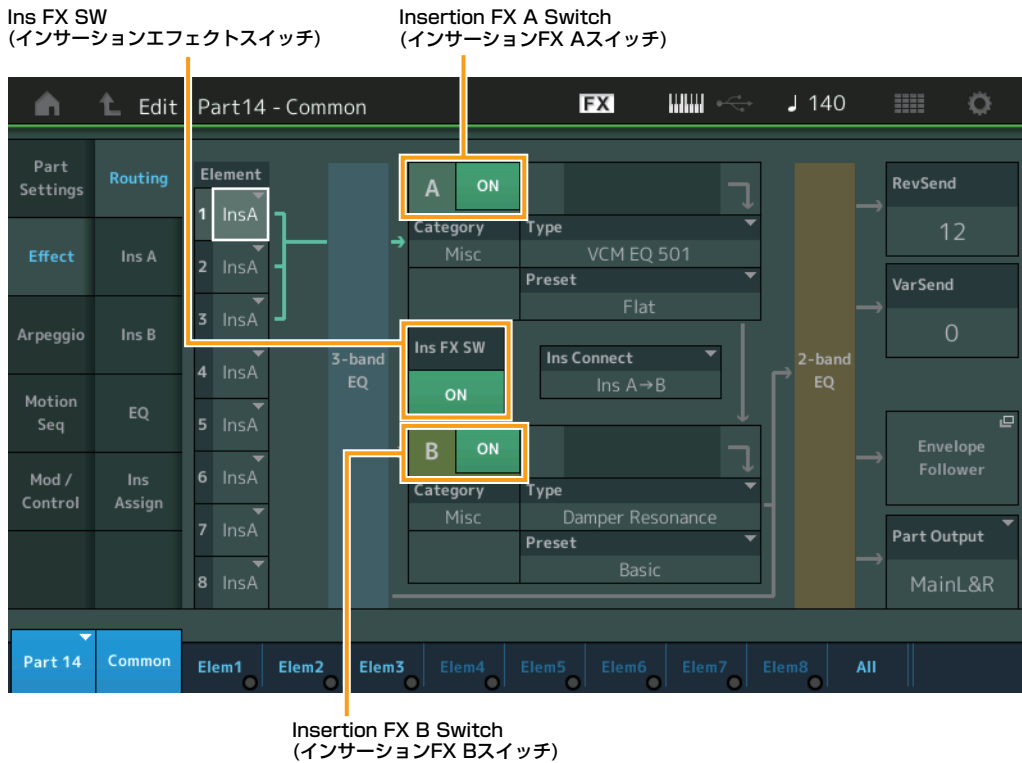 Ins FX SW
(インサーションエフェクトスイッチ)
Insertion FX A Switch
(インサーションFX Aスイッチ)
Edit
Part14 - Common
FX
♩ 140
Part
Settings
Effect
Arpeggio
Motion
Seq
Mod /
Control
Routing
Ins A
Ins B
EQ
Ins
Assign
Element
1 InsA
2 InsA
3 InsA
4 InsA
5 InsA
6 InsA
7 InsA
8 InsA
3-band
EQ
A ON
Category
Misc
Type
VCM EQ 501
Preset
Flat
Ins FX SW
ON
Ins Connect
Ins A→B
B ON
Category
Misc
Type
Damper Resonance
Preset
Basic
2-band
EQ
RevSend
12
VarSend
0
Envelope
Follower
Part Output
MainL&R
Part 14
Common
Elem1
Elem2
Elem3
Elem4
Elem5
Elem6
Elem7
Elem8
All
Insertion FX B Switch
(インサーションFX Bスイッチ)